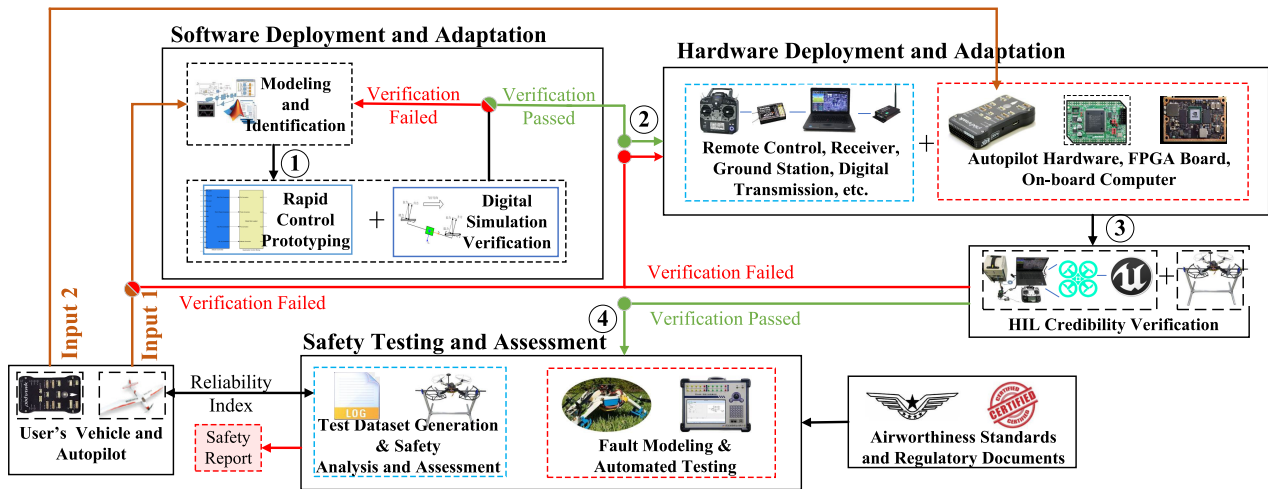 Software Deployment and Adaptation
Modeling
and
Identification
Verification
Failed
Verification
Passed
1
Rapid
Control
Prototyping
+
Digital
Simulation
Verification
Hardware Deployment and Adaptation
2
Remote Control, Receiver,
Ground Station, Digital
Transmission, etc.
+
Autopilot Hardware, FPGA Board,
On-board Computer
3
Verification Failed
Verification Failed
+
HIL Credibility Verification
Input 2
Input 1
4
Verification Passed
Safety Testing and Assessment
User's Vehicle and
Autopilot
Reliability
Index
Safety
Report
LOG
Test Dataset Generation
& Safety
Analysis and Assessment
Fault Modeling &
Automated Testing
CERTIFIED
CERTIFIED
CERTIFIED
Airworthiness Standards
and Regulatory Documents